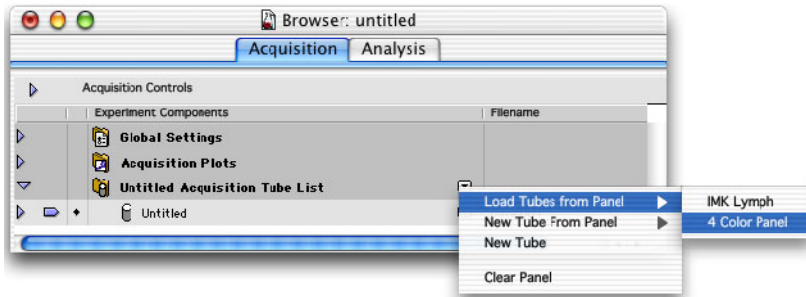 Browser: untitled
Acquisition Analysis
Acquisition Controls
Experiment Components Filename
Global Settings
Acquisition Plots
Untitled Acquisition Tube List
Untitled
Load Tubes from Panel
New Tube From Panel
New Tube
Clear Panel
IMK Lymph
4 Color Panel